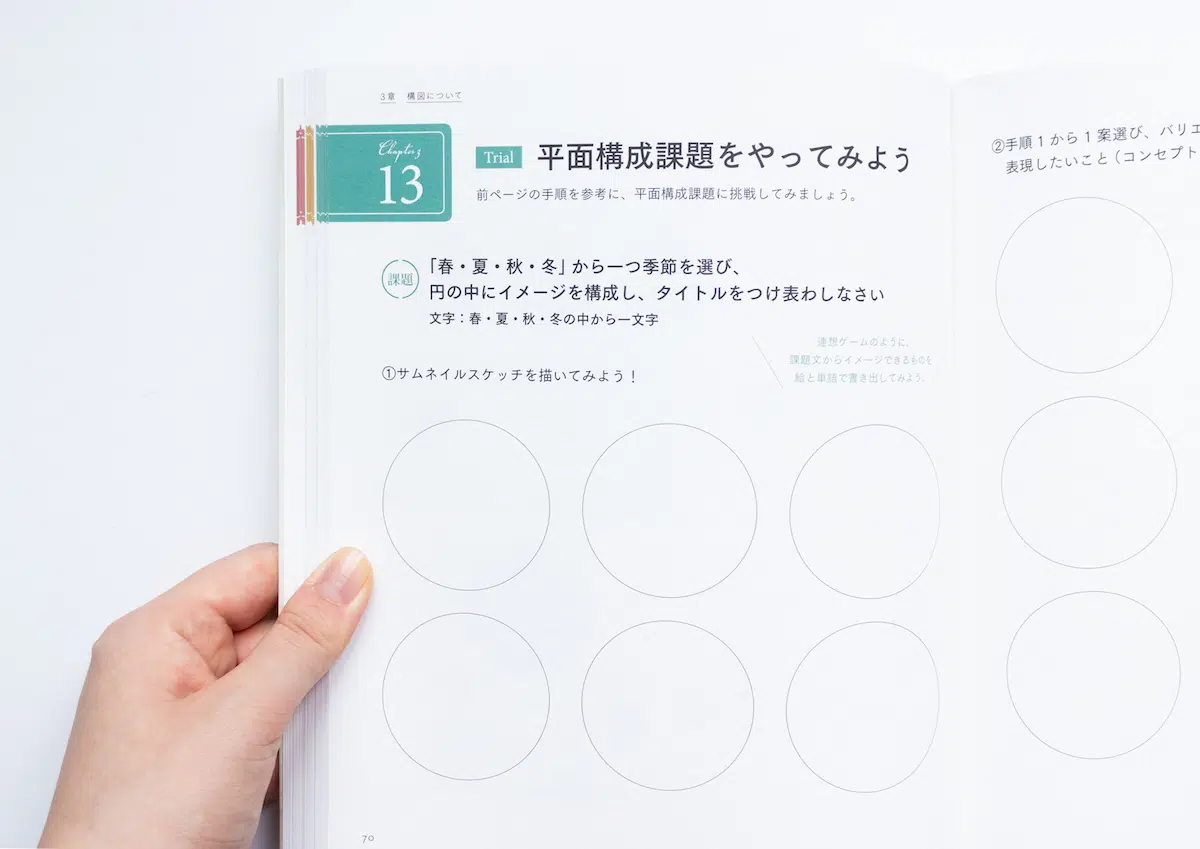 3章 構図について
Chapter 3
13
Trial 平面構成課題をやってみよう
前ページの手順を参考に、平面構成課題に挑戦してみましょう。
課題
「春・夏・秋・冬」から一つ季節を選び、
円の中にイメージを構成し、タイトルをつけ表わしなさい
文字：春・夏・秋・冬の中から一文字
連想ゲームのように、
課題文からイメージできるものを
絵と単語で書き出してみよう。
①サムネイルスケッチを描いてみよう！
70
②手順1から1案選び、バリエ
表現したいこと（コンセプト